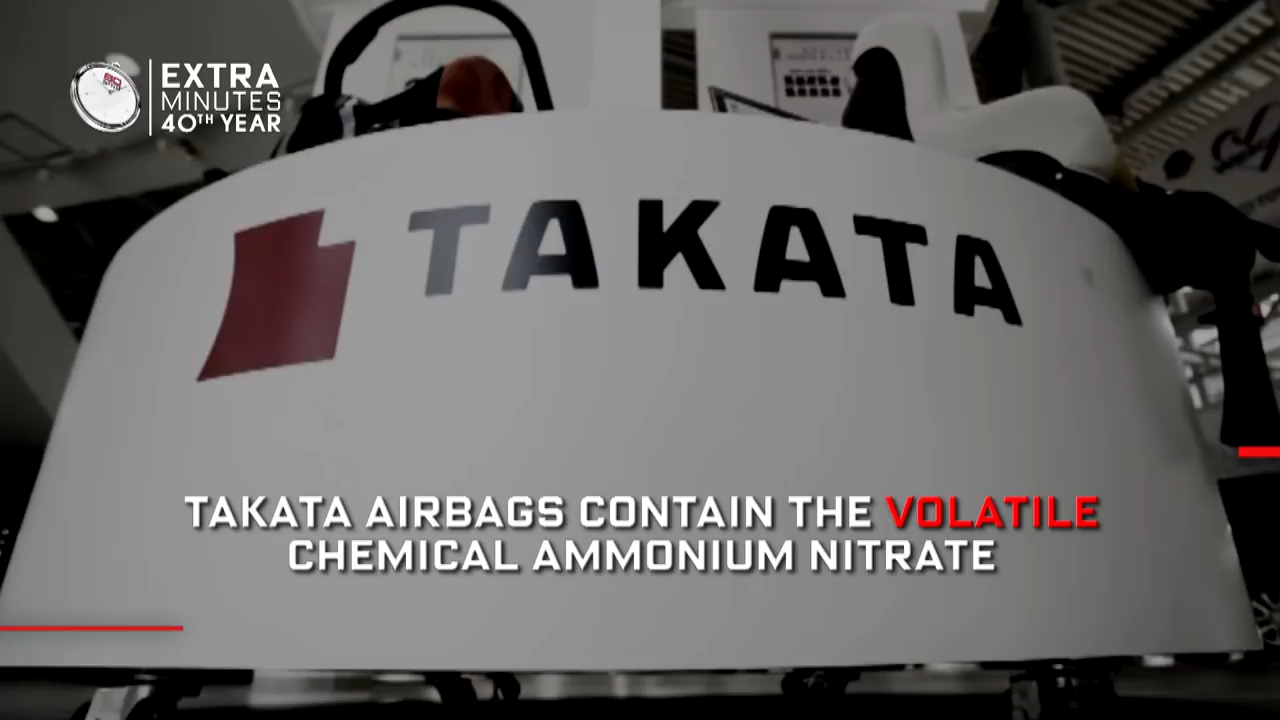 EXTRA
MINUTES
40TH YEAR
TAKATA
TAKATA AIRBAGS CONTAIN THE VOLATILE
CHEMICAL AMMONIUM NITRATE